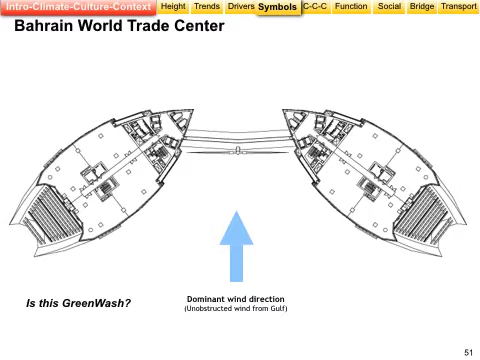 Intro-Climate-Culture-Context Height Trends Drivers Symbols C-C-C Function Social Bridge Transport
Bahrain World Trade Center
Is this GreenWash?
Dominant wind direction
(Unobstructed wind from Gulf)
51